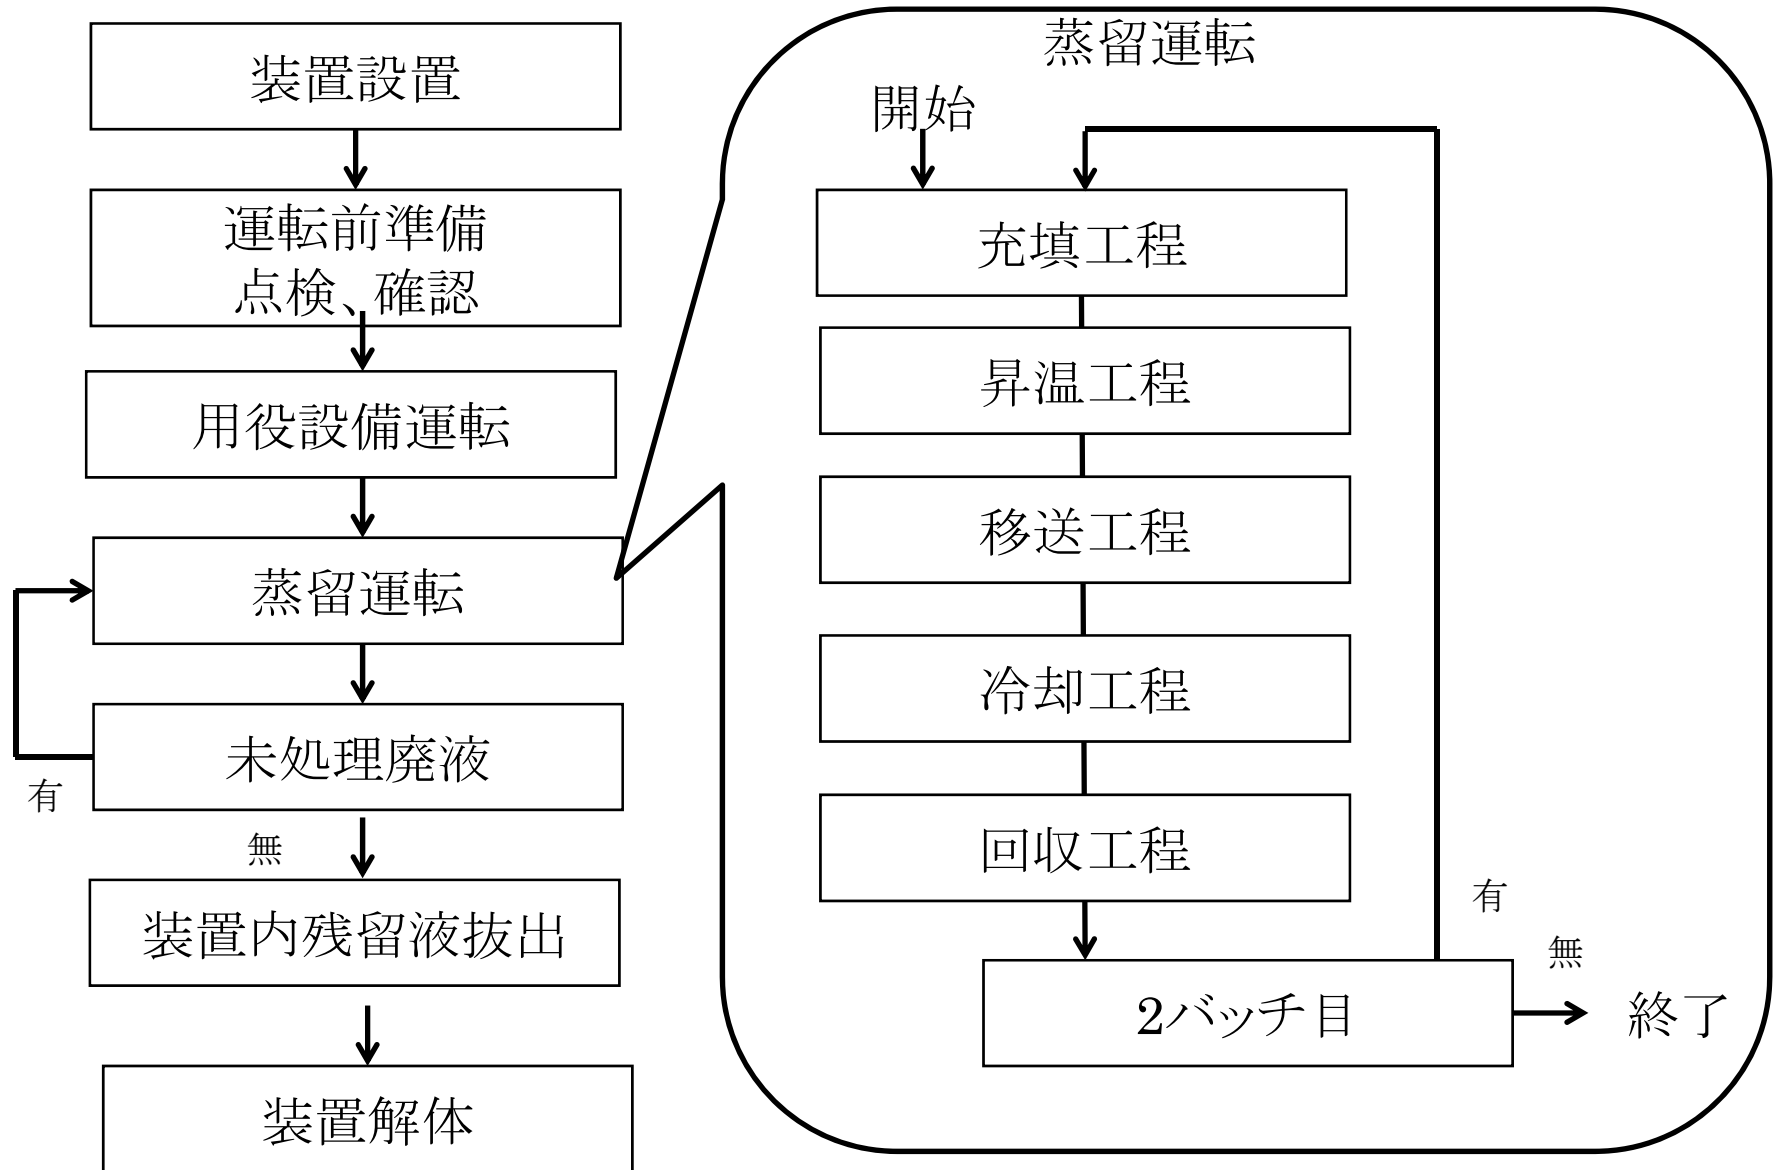 装置設置
運転前準備
点検、確認
用役設備運転
蒸留運転
未処理廃液
有
無
装置内残留液抜出
装置解体
蒸留運転
開始
充填工程
昇温工程
移送工程
冷却工程
回収工程
有
無
2バッチ目
終了